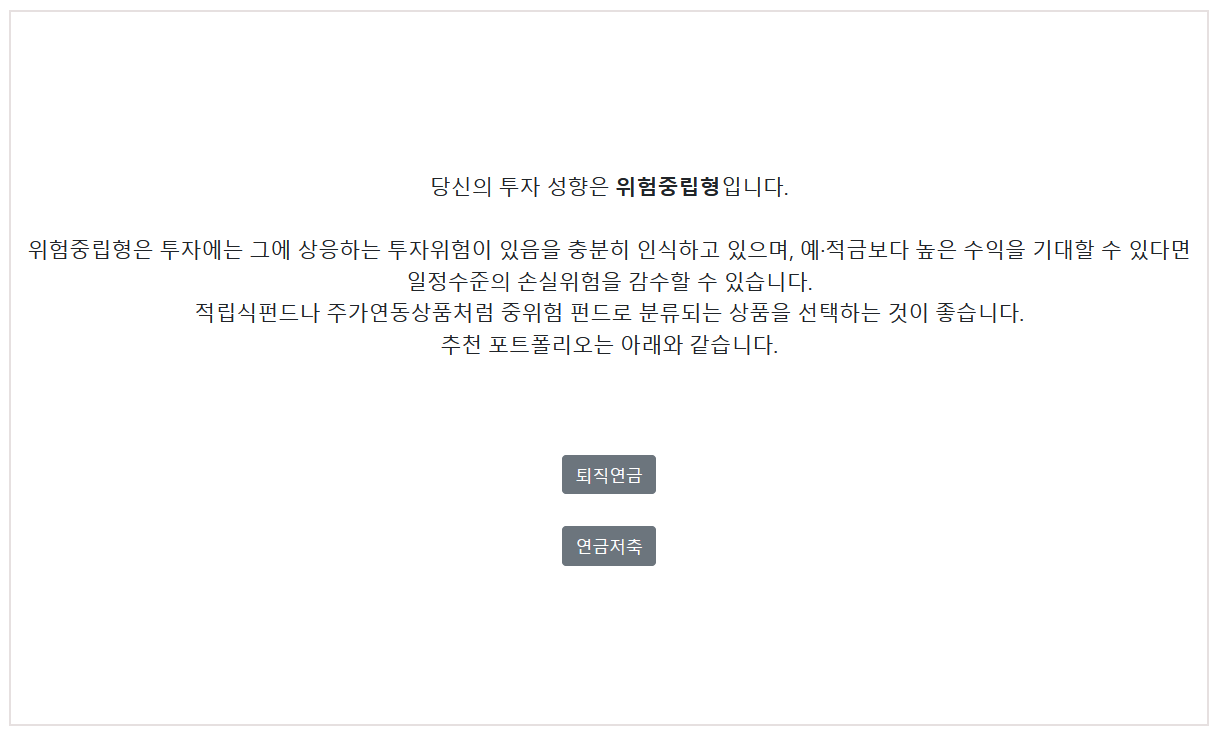 당신의 투자 성향은 위험중립형입니다.
위험중립형은 투자에는 그에 상응하는 투자위험이 있음을 충분히 인식하고 있으며, 예·적금보다 높은 수익을 기대할 수 있다면
일정수준의 손실위험을 감수할 수 있습니다.
적립식펀드나 주가연동상품처럼 중위험 펀드로 분류되는 상품을 선택하는 것이 좋습니다.
추천 포트폴리오는 아래와 같습니다.
퇴직연금
연금저축